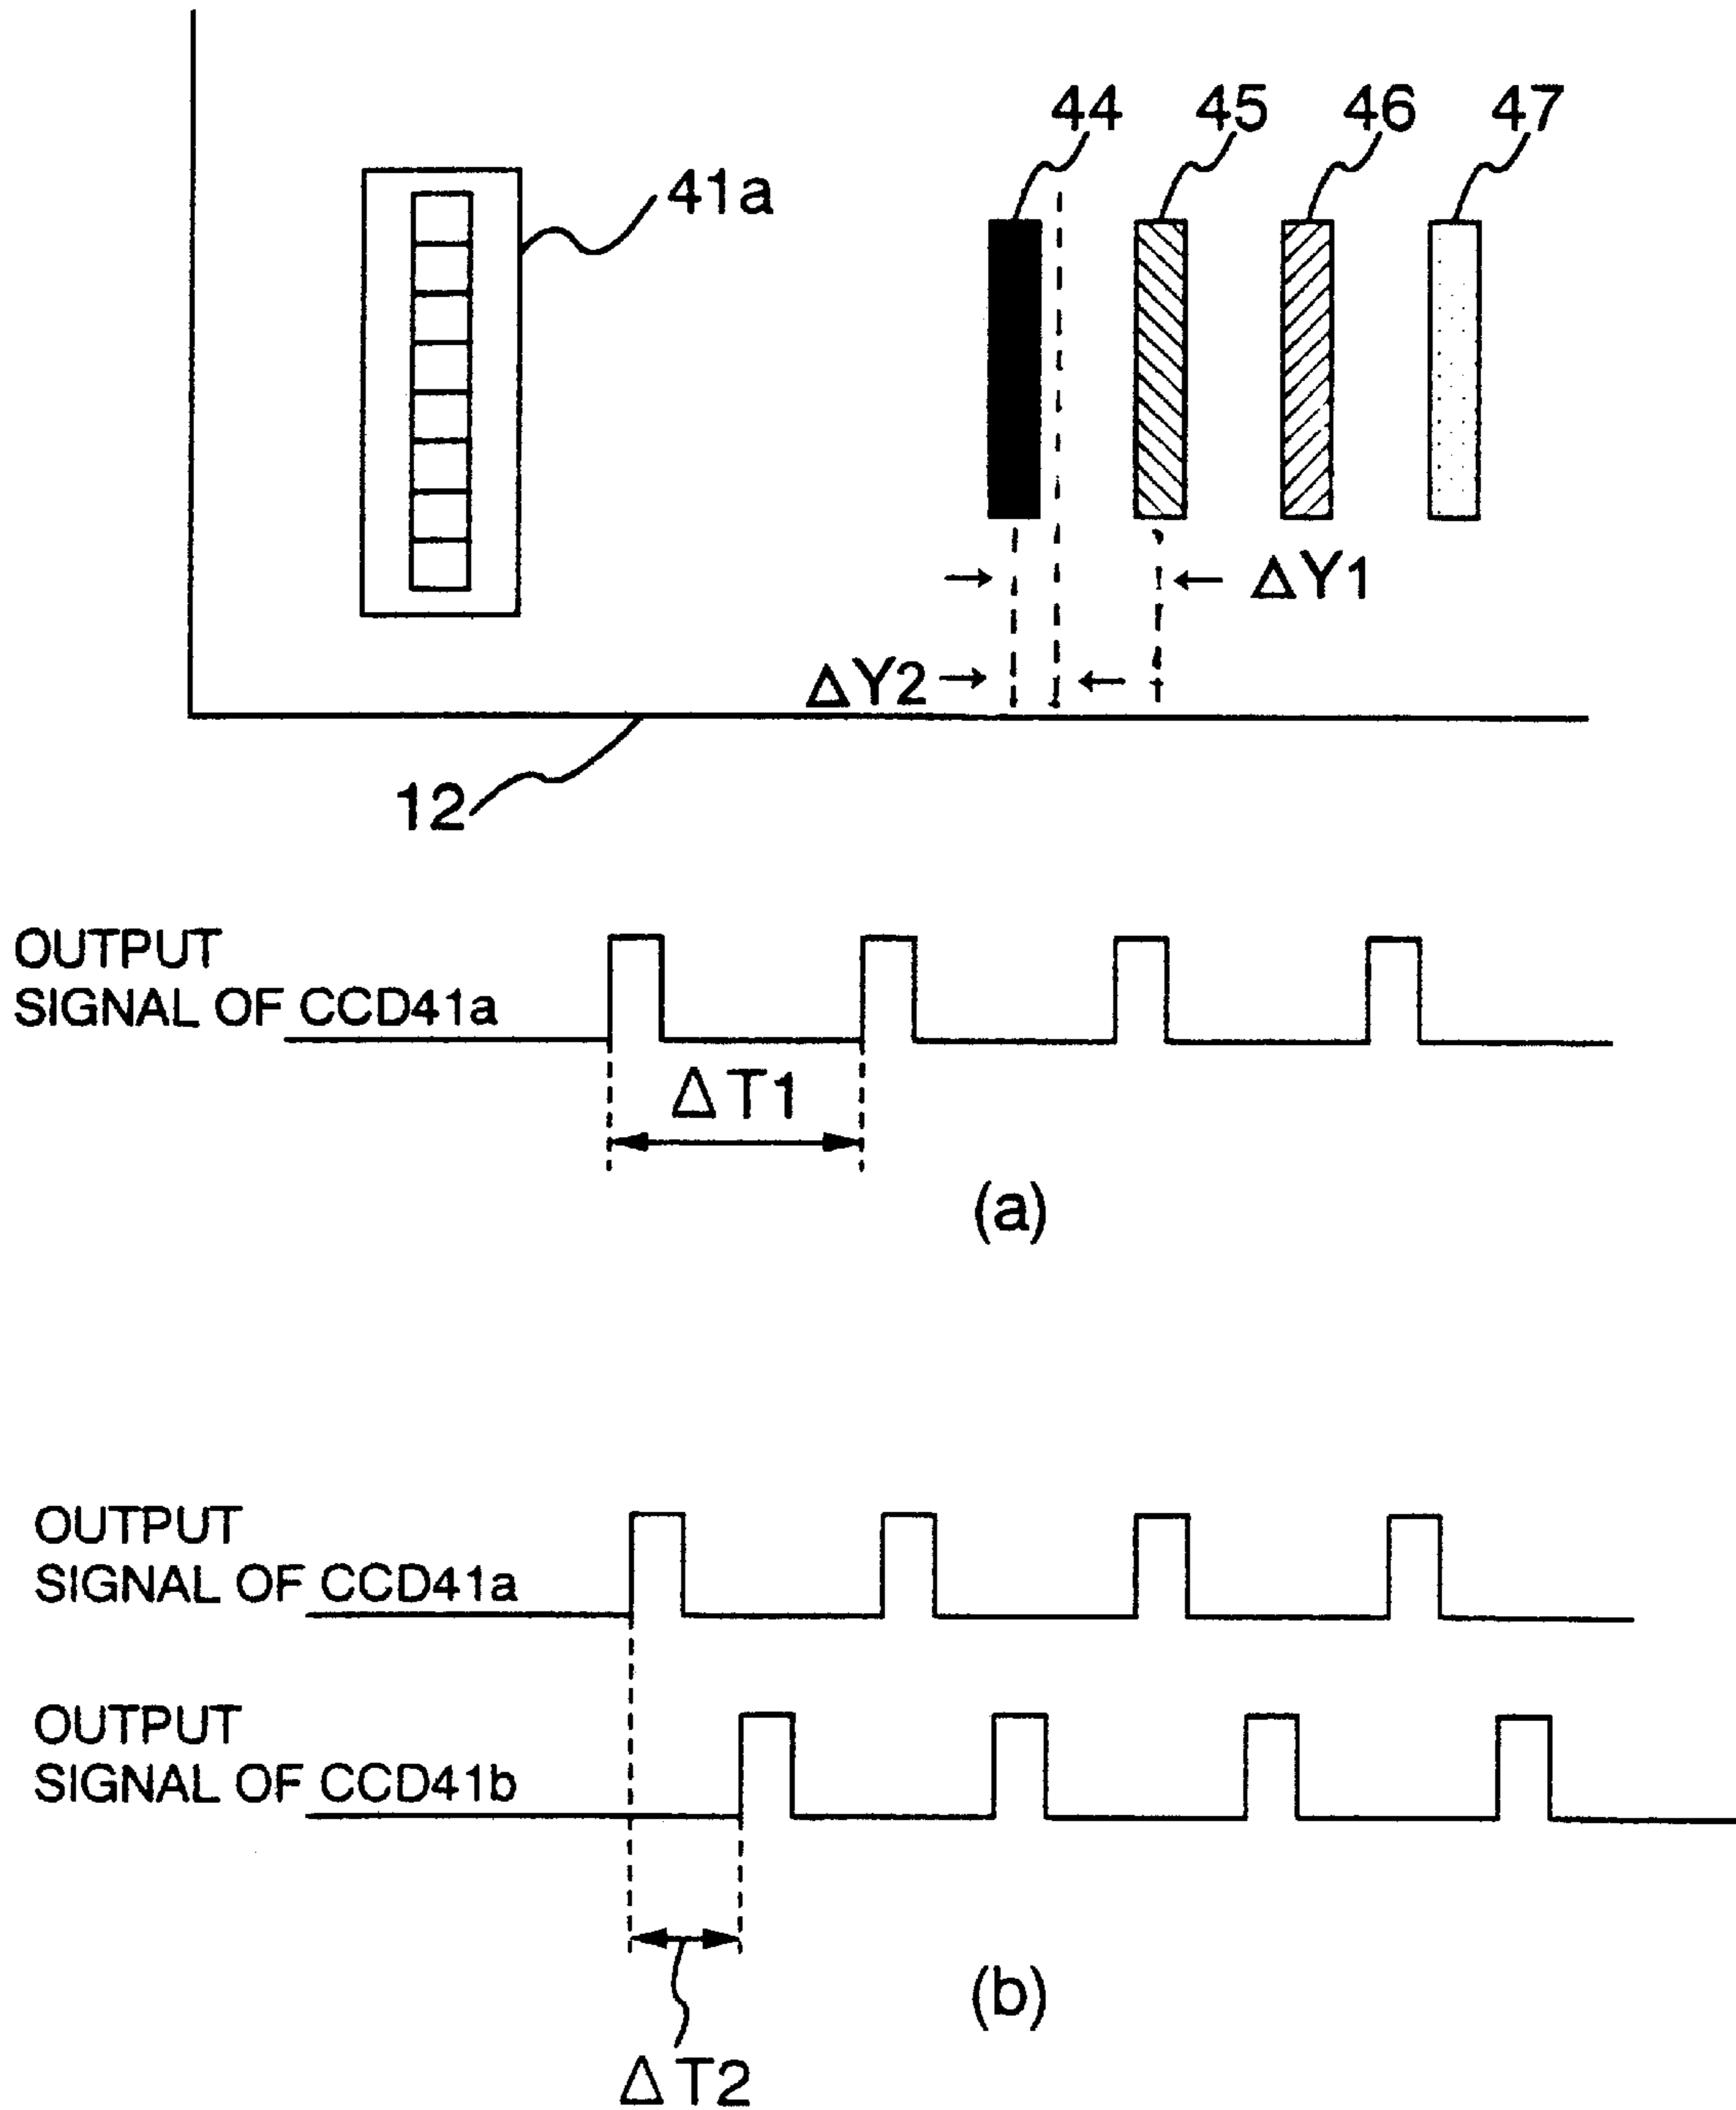 44 45 46 47
41a
ΔY1
ΔY2
12
OUTPUT
SIGNAL OF CCD41a
ΔT1
(a)
OUTPUT
SIGNAL OF CCD41a
OUTPUT
SIGNAL OF CCD41b
(b)
ΔT2